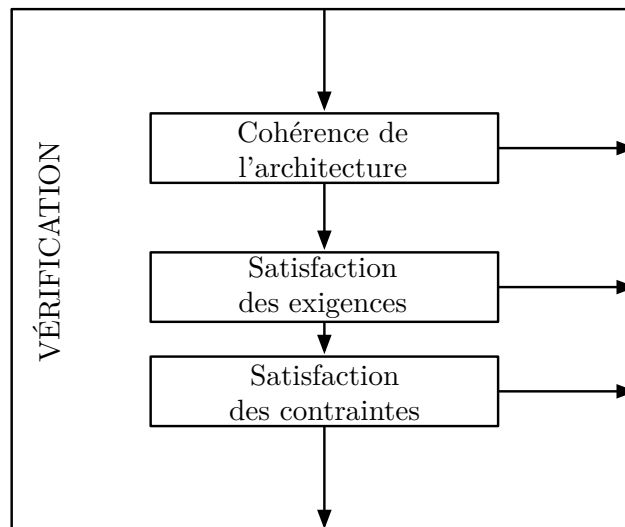 VÉRIFICATION
Cohérence de
l'architecture
Satisfaction
des exigences
Satisfaction
des contraintes